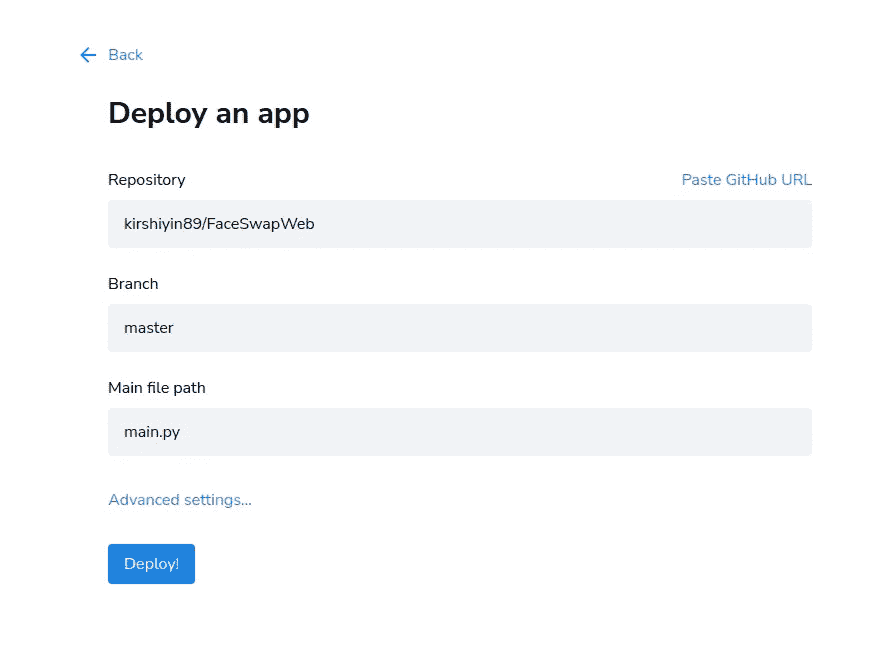 Back
Deploy an app
Repository
Paste GitHub URL
kirshiyin89/FaceSwapWeb
Branch
master
Main file path
main.py
Advanced settings...
Deploy!